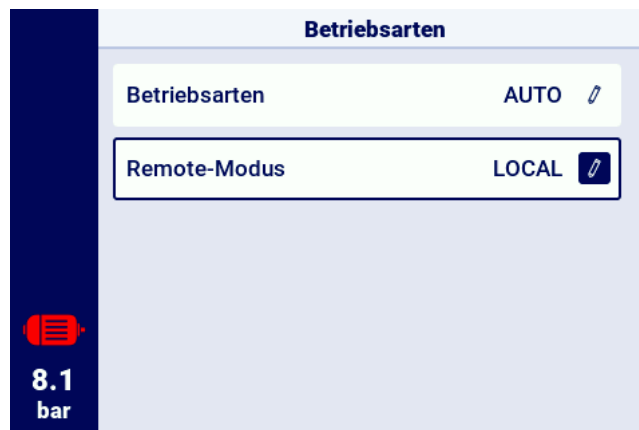 Betriebsarten
Betriebsarten AUTO
Remote-Modus LOCAL
8.1
bar